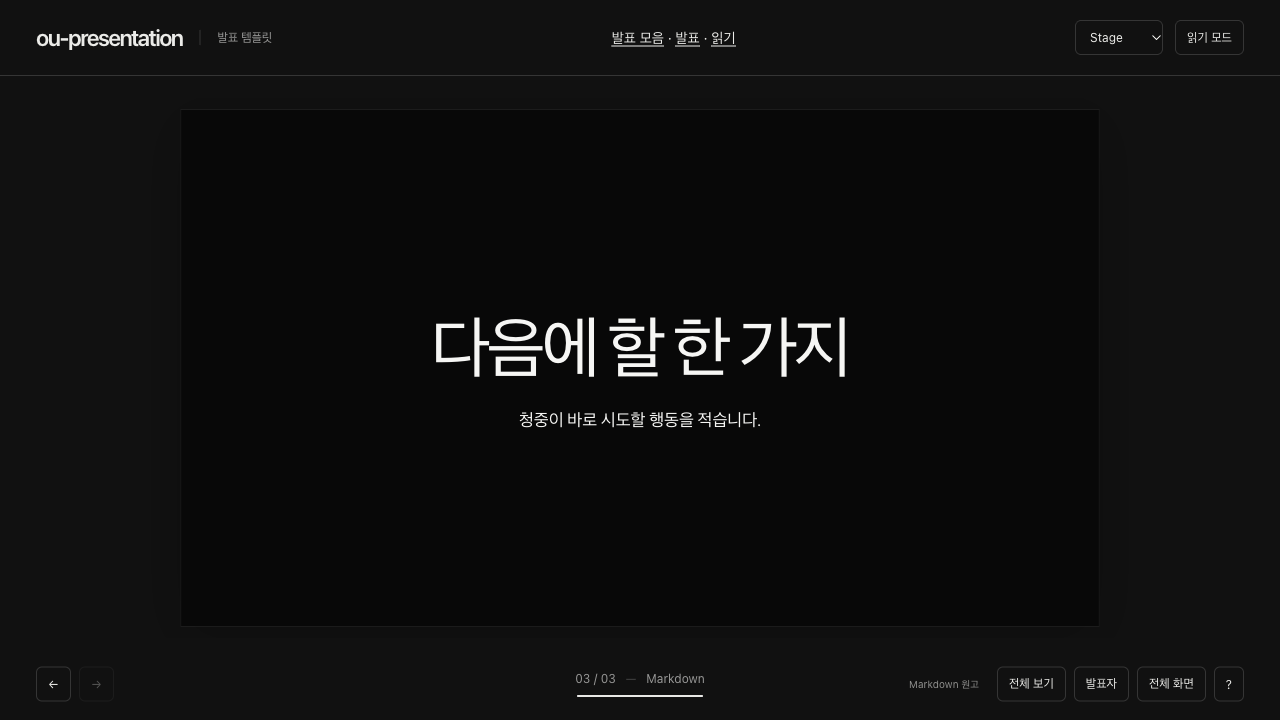 ou-presentation
발표 템플릿
발표 모음 · 발표 · 읽기
Stage
읽기 모드
다음에 할 한 가지
청중이 바로 시도할 행동을 적습니다.
←
→
03 / 03 — Markdown
Markdown 원고
전체 보기
발표자
전체 화면
?